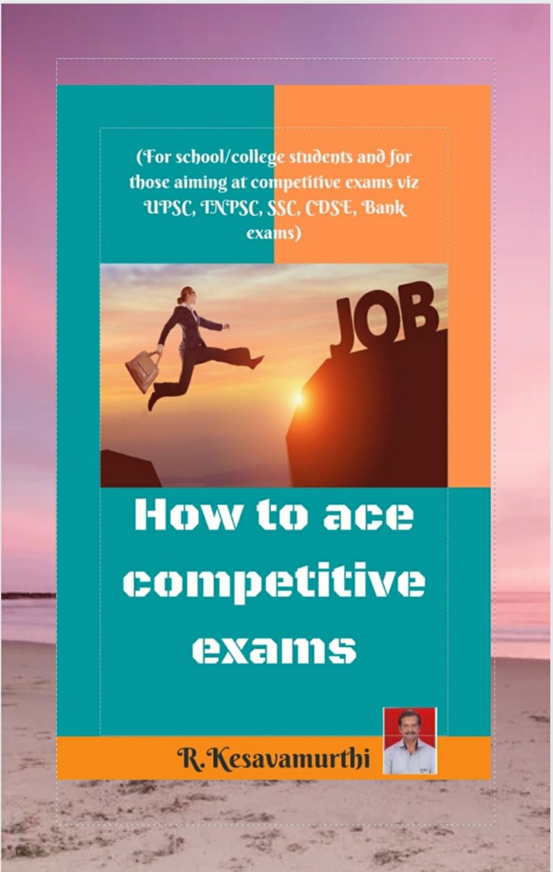 (For school/college students and for
those aiming at competitive exams viz
UPSC, TNPSC, SSC, CDSE, Bank
exams)
JOB
How to ace
competitive
exams
R.Kesavamurthi